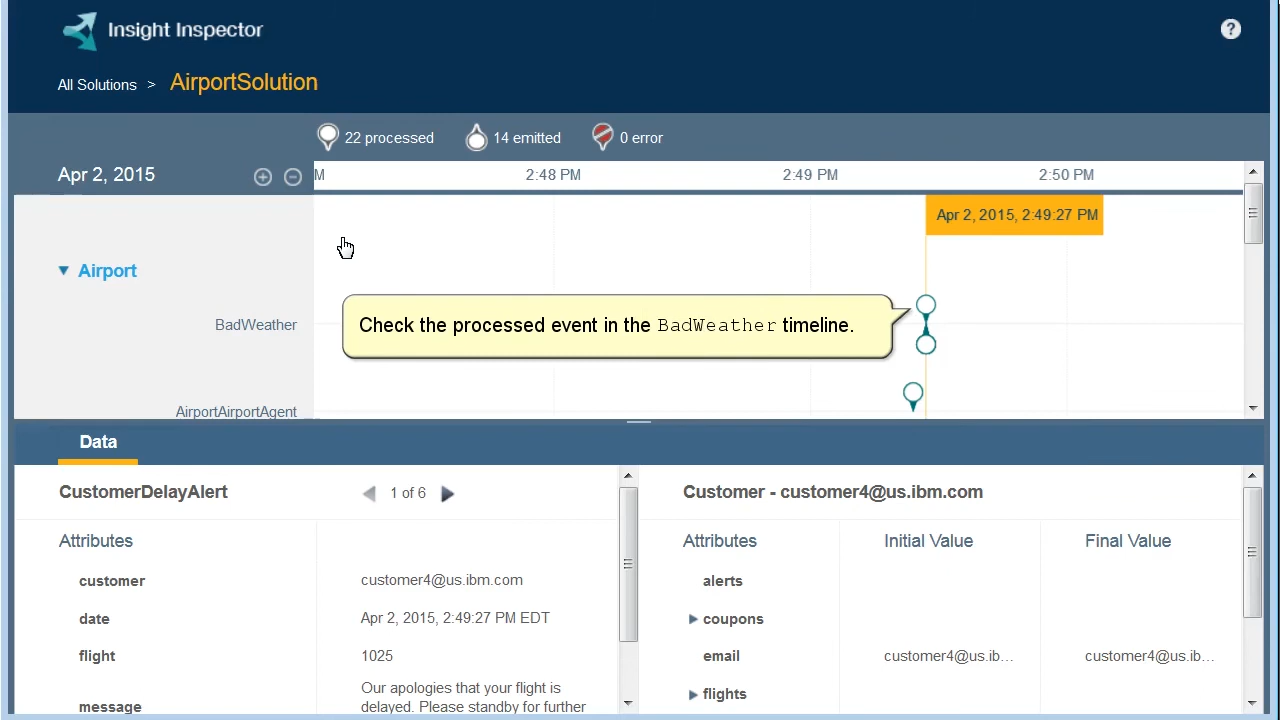 Insight Inspector
?
All Solutions > AirportSolution
22 processed 14 emitted 0 error
Apr 2, 2015 M 2:48 PM 2:49 PM 2:50 PM
Apr 2, 2015, 2:49:27 PM
Airport
BadWeather
Check the processed event in the BadWeather timeline.
AirportAirportAgent
Data
CustomerDelayAlert 1 of 6
Attributes
customer customer4@us.ibm.com
date Apr 2, 2015, 2:49:27 PM EDT
flight 1025
message Our apologies that your flight is
delayed. Please standby for further
Customer - customer4@us.ibm.com
Attributes Initial Value Final Value
alerts
coupons
email customer4@us.ib... customer4@us.ib...
flights